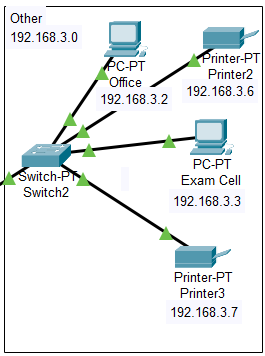 Other
192.168.3.0
PC-PT
Office
192.168.3.2
Printer-PT
Printer2
192.168.3.6
Switch-PT
Switch2
PC-PT
Exam Cell
192.168.3.3
Printer-PT
Printer3
192.168.3.7